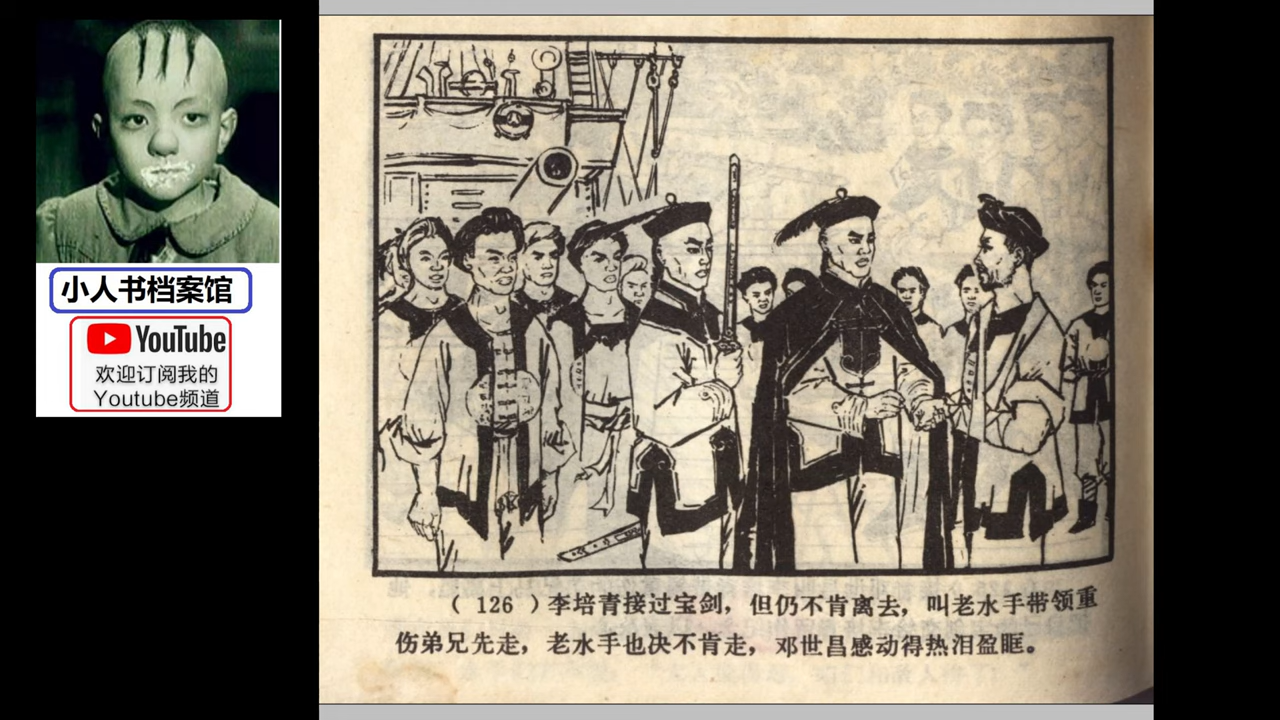 小人书档案馆
YouTube
欢迎订阅我的
Youtube频道
（126）李培青接过宝剑，但仍不肯离去，叫老水手带领重
伤弟兄先走，老水手也决不肯走，邓世昌感动得热泪盈眶。